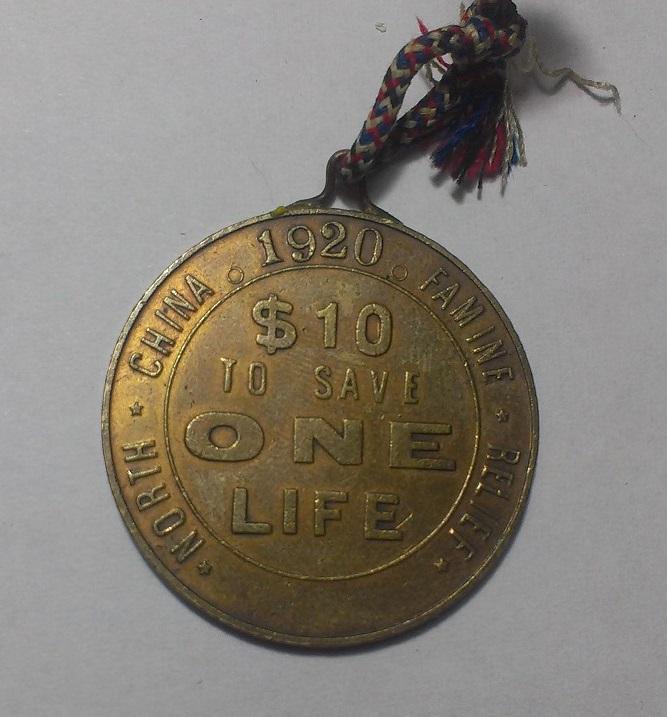 NORTH CHINA 1920 FAMINE RELIEF
$10
TO SAVE
ONE
LIFE